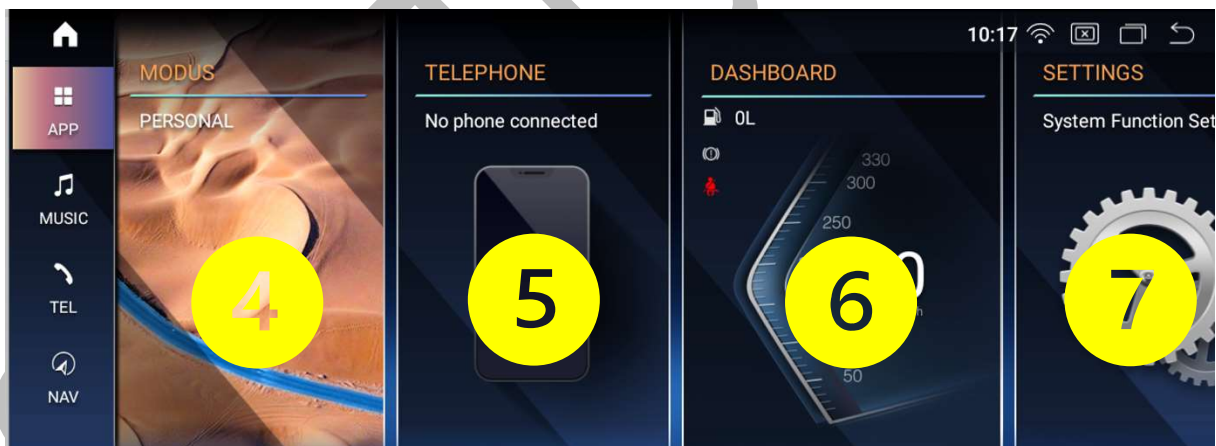 10:17
APP
MUSIC
TEL
NAV
MODUS
PERSONAL
4
TELEPHONE
No phone connected
5
DASHBOARD
0L
330
300
250
0
h
50
6
SETTINGS
System Function Set
7